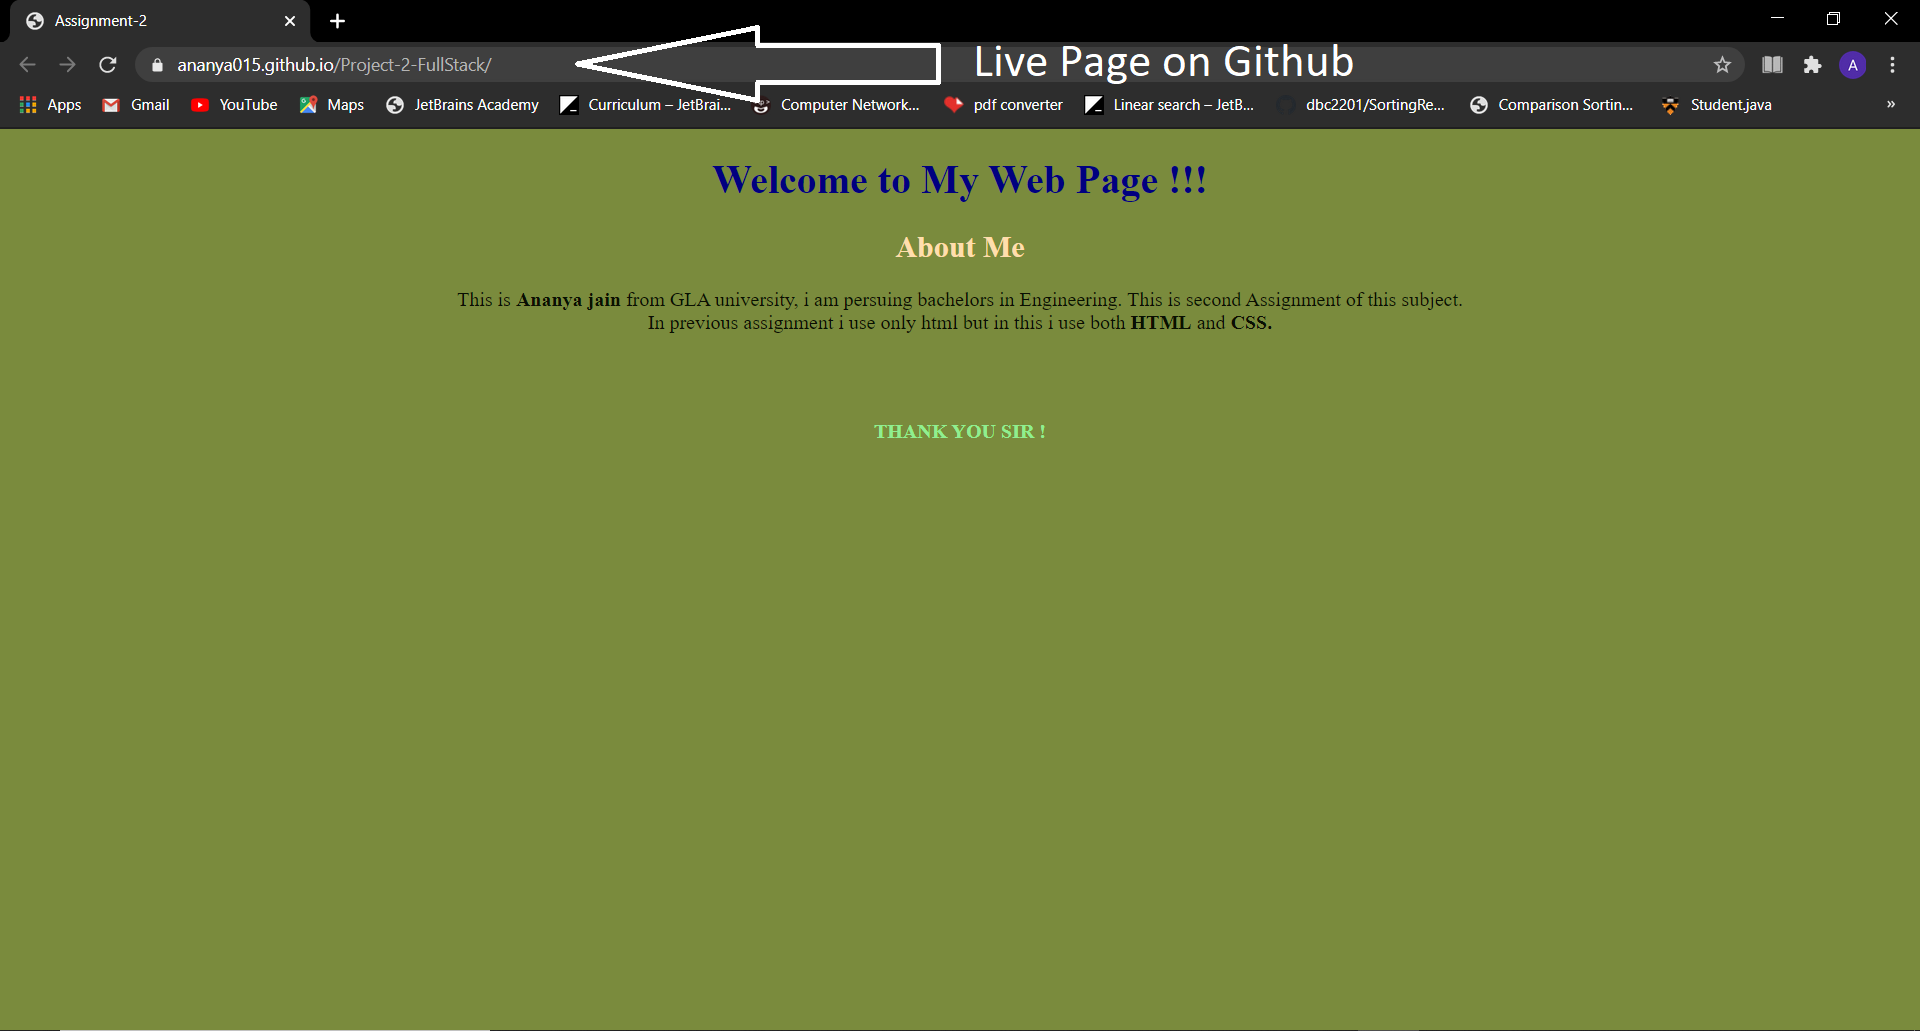 Assignment-2
ananya015.github.io/Project-2-FullStack/
Live Page on Github
A
Apps Gmail YouTube Maps JetBrains Academy Curriculum – JetBrai... Computer Network... pdf converter Linear search – JetB... dbc2201/SortingRe... Comparison Sortin... Student.java »
Welcome to My Web Page !!!
About Me
This is Ananya jain from GLA university, i am persuing bachelors in Engineering. This is second Assignment of this subject.
In previous assignment i use only html but in this i use both HTML and CSS.
THANK YOU SIR !